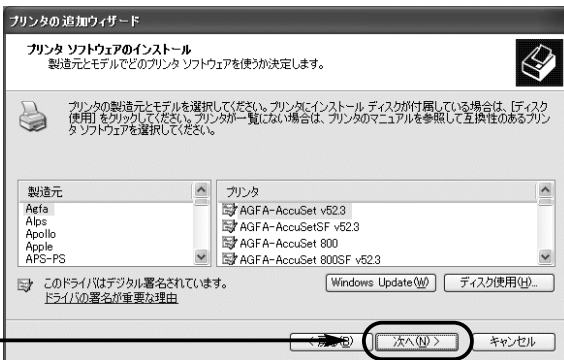 プリンタの追加ウィザード
プリンタ ソフトウェアのインストール
製造元とモデルでどのプリンタ ソフトウェアを使うか決定します。
プリンタの製造元とモデルを選択してください。プリンタにインストール ディスクが付属している場合は、[ディスク
使用] をクリックしてください。プリンタが一覧にない場合は、プリンタのマニュアルを参照して互換性のあるプリン
タ ソフトウェアを選択してください。
製造元
Agfa
Alps
Apollo
Apple
APS-PS
プリンタ
AGFA-AccuSet v52.3
AGFA-AccuSetSF v52.3
AGFA-AccuSet 800
AGFA-AccuSet 800SF v52.3
このドライバはデジタル署名されています。
ドライバの署名が重要な理由
Windows Update(W)
ディスク使用(H)...
< 戻る(B)
次へ(N) >
キャンセル